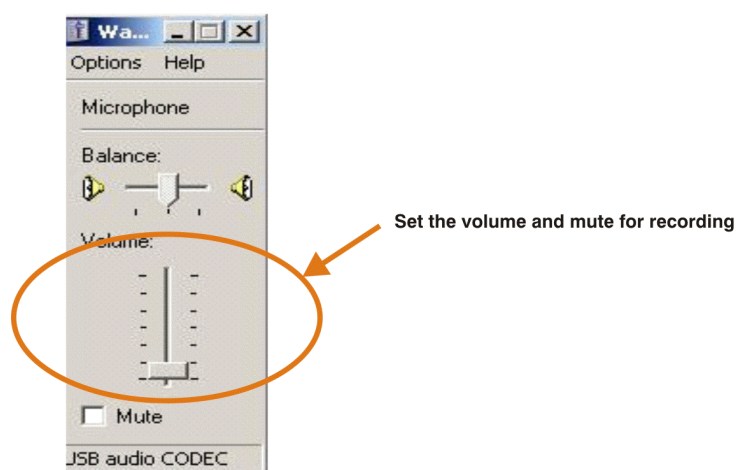 Wa...
Options Help
Microphone
Balance:
Set the volume and mute for recording
Volume:
Mute
USB audio CODEC